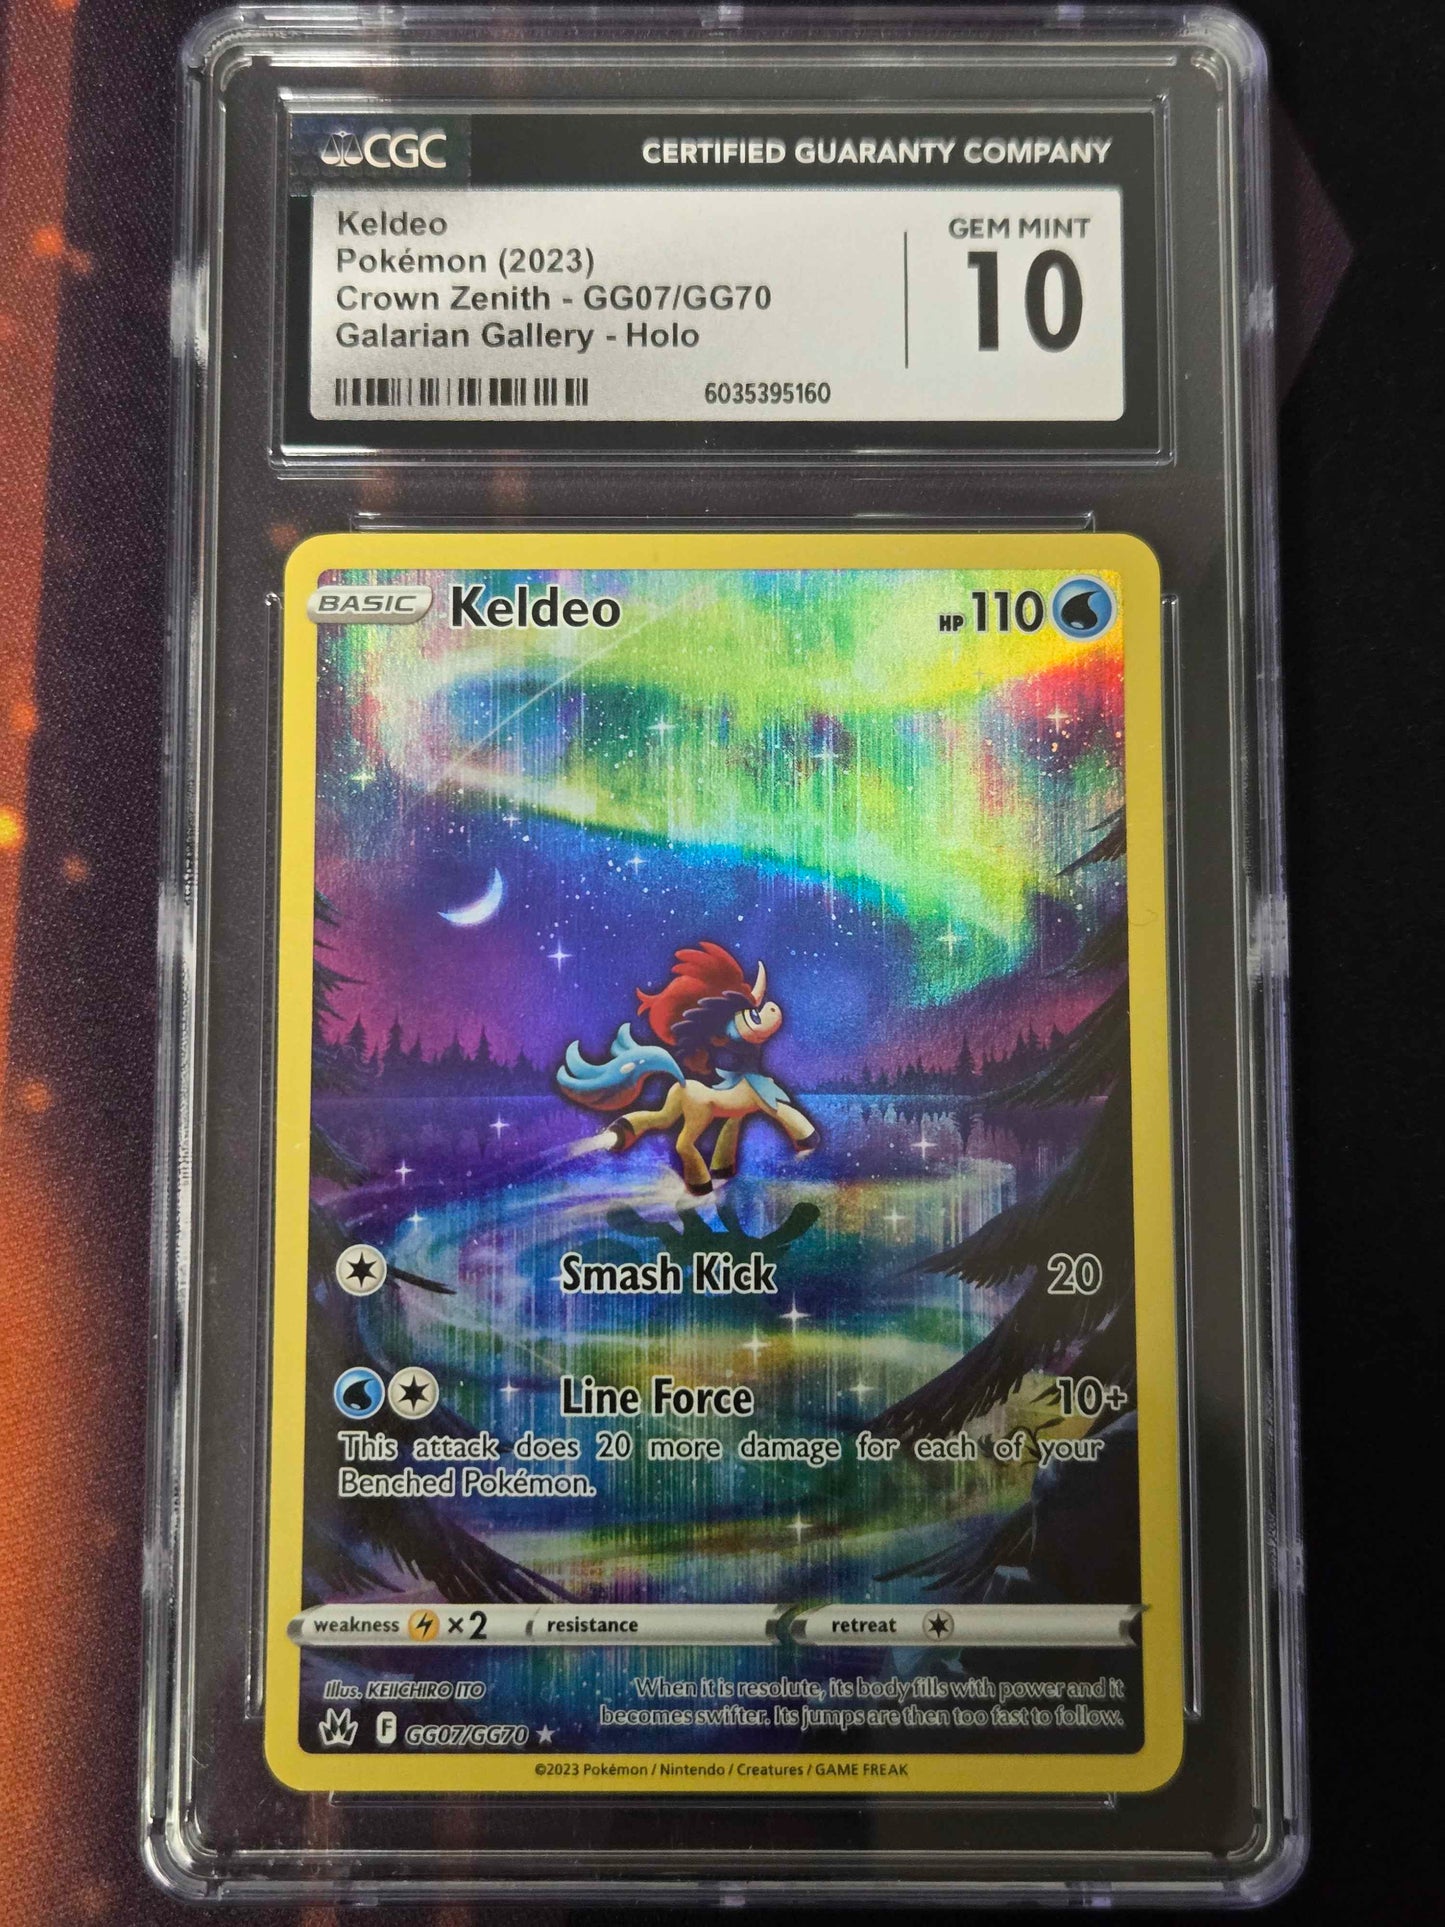 CGC CERTIFIED GUARANTY COMPANY
Keldeo
Pokémon (2023)
Crown Zenith - GG07/GG70
Galarian Gallery - Holo
GEM MINT
10
6035395160
BASIC Keldeo HP 110
Smash Kick 20
Line Force 10+
This attack does 20 more damage for each of your
Benched Pokémon.
weakness ×2 resistance retreat
Illus. KEIICHIRO ITO
When it is resolute, its body fills with power and it
becomes swifter. Its jumps are then too fast to follow.
F GG07/GG70
©2023 Pokémon / Nintendo / Creatures / GAME FREAK